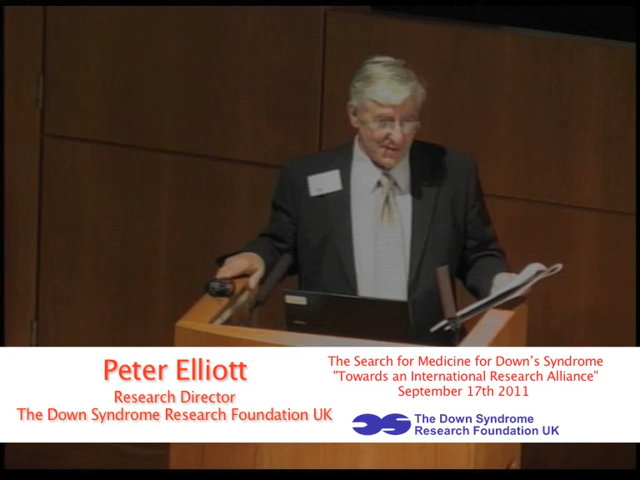 Peter Elliott
Research Director
The Down Syndrome Research Foundation UK
The Search for Medicine for Down's Syndrome
"Towards an International Research Alliance"
September 17th 2011
The Down Syndrome
Research Foundation UK